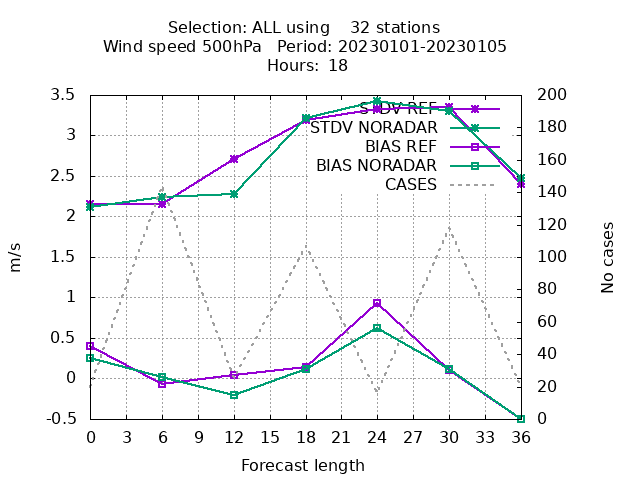 Selection: ALL using 32 stations
Wind speed 500hPa Period: 20230101-20230105
Hours: 18
3.5
3
2.5
2
1.5
1
0.5
0
-0.5
200
180
160
140
120
100
80
60
40
20
0
STDV REF
STDV NORADAR
BIAS REF
BIAS NORADAR
CASES
m/s
No cases
0 3 6 9 12 15 18 21 24 27 30 33 36
Forecast length